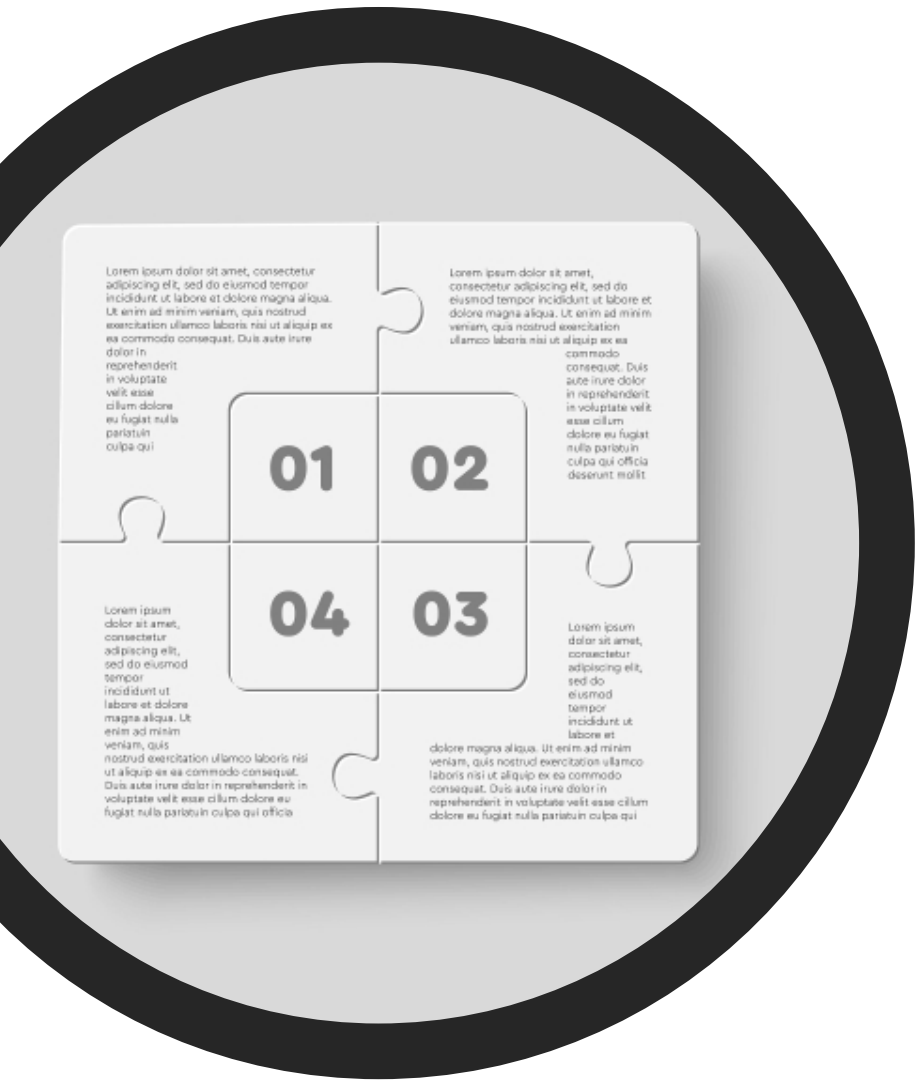 Lorem ipsum dolor sit amet, consectetur
adipiscing elit, sed do eiusmod tempor
incididunt ut labore et dolore magna aliqua.
Ut enim ad minim veniam, quis nostrud
exercitation ullamco laboris nisi ut aliquip ex
ea commodo consequat. Duis aute irure
dolor in
reprehenderit
in voluptate
velit esse
cillum dolore
eu fugiat nulla
pariatuin
culpa qui
01
Lorem ipsum dolor sit amet,
consectetur adipiscing elit, sed do
eiusmod tempor incididunt ut labore et
dolore magna aliqua. Ut enim ad minim
veniam, quis nostrud exercitation
ullamco laboris nisi ut aliquip ex ea
commodo
consequat. Duis
aute irure dolor
in reprehenderit
in voluptate velit
esse cillum
dolore eu fugiat
nulla pariatuin
culpa qui officia
deserunt mollit
02
04
Lorem ipsum
dolor sit amet,
consectetur
adipiscing elit,
sed do eiusmod
tempor
incididunt ut
labore et dolore
magna aliqua. Ut
enim ad minim
veniam, quis
nostrud exercitation ullamco laboris nisi
ut aliquip ex ea commodo consequat.
Duis aute irure dolor in reprehenderit in
voluptate velit esse cillum dolore eu
fugiat nulla pariatuin culpa qui officia
03
Lorem ipsum
dolor sit amet,
consectetur
adipiscing elit,
sed do
eiusmod
tempor
incididunt ut
labore et
dolore magna aliqua. Ut enim ad minim
veniam, quis nostrud exercitation ullamco
laboris nisi ut aliquip ex ea commodo
consequat. Duis aute irure dolor in
reprehenderit in voluptate velit esse cillum
dolore eu fugiat nulla pariatuin culpa qui